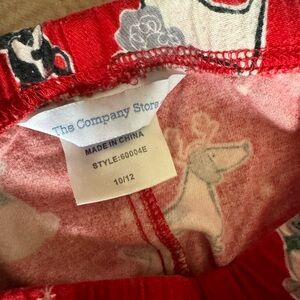 The Company Store
MADE IN CHINA
STYLE:60004E
10/12